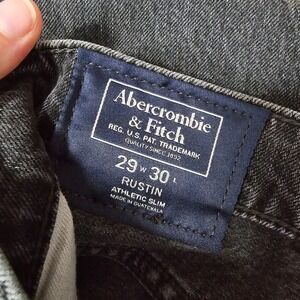 Abercrombie
& Fitch
REG. U.S. PAT. TRADEMARK
QUALITY SINCE 1892
29 W 30 L
RUSTIN
ATHLETIC SLIM
MADE IN GUATEMALA